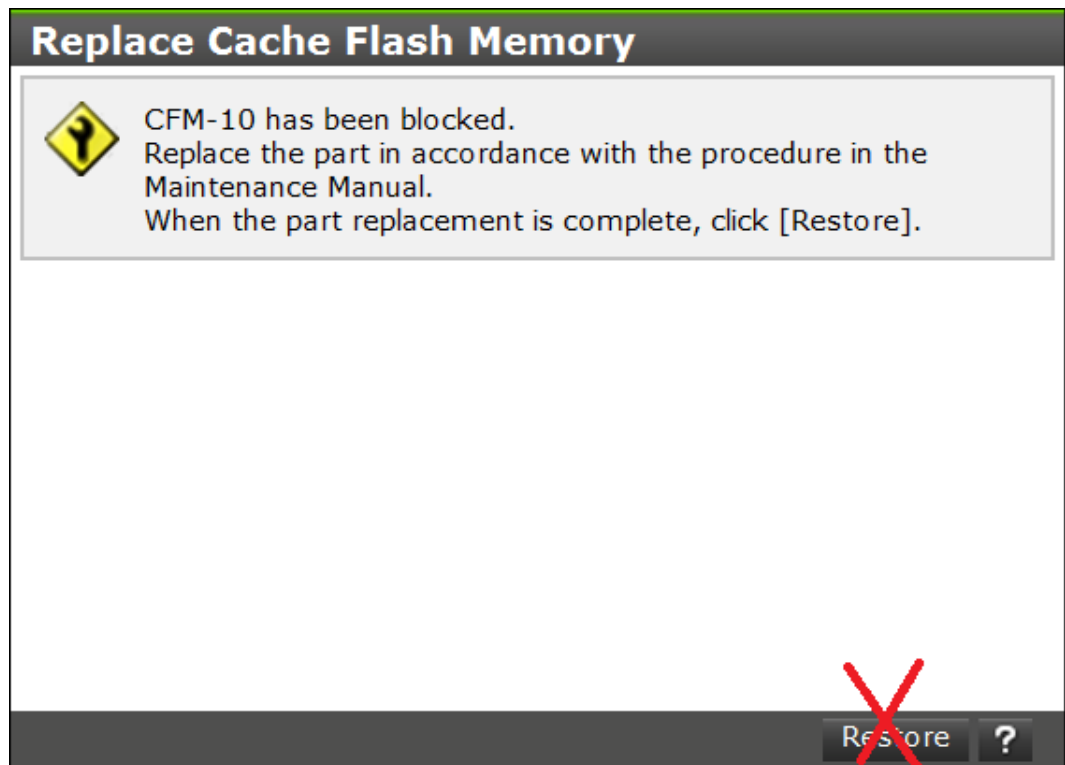 Replace Cache Flash Memory
CFM-10 has been blocked.
Replace the part in accordance with the procedure in the
Maintenance Manual.
When the part replacement is complete, click [Restore].
Restore ?